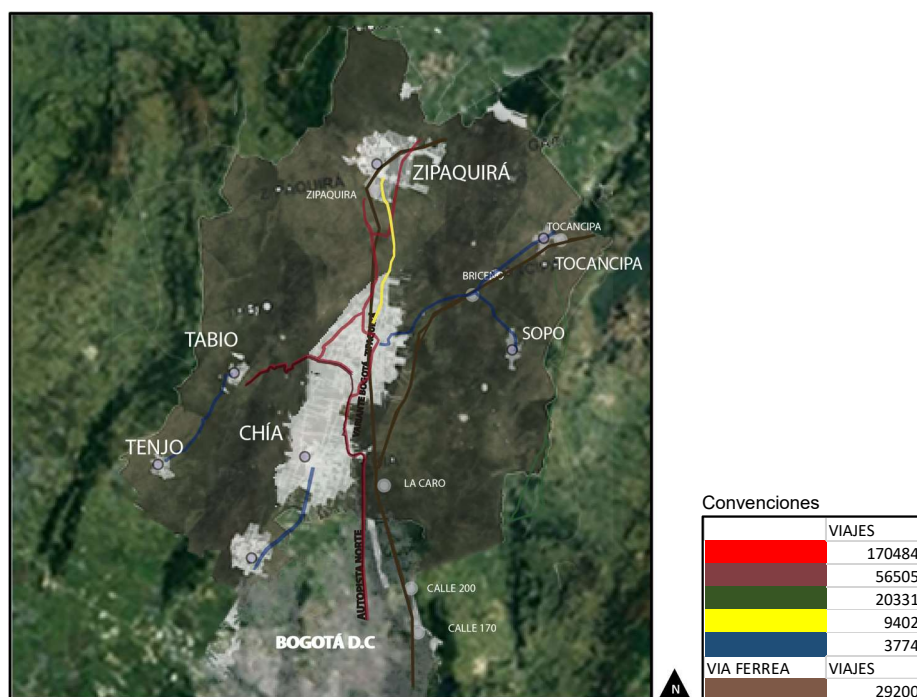 ZIPAQUIRÁ
ZIPAQUIRA
TOCANCIPA
TOCANCIPA
BRICEÑO
SOPO
TABIO
CHÍA
TENJO
LA CARO
AUTOPISTA NORTE
CALLE 200
CALLE 170
BOGOTÁ D.C
N
Convenciones
VIAJES
170484
56505
20331
9402
3774
VIA FERREA VIAJES
29200